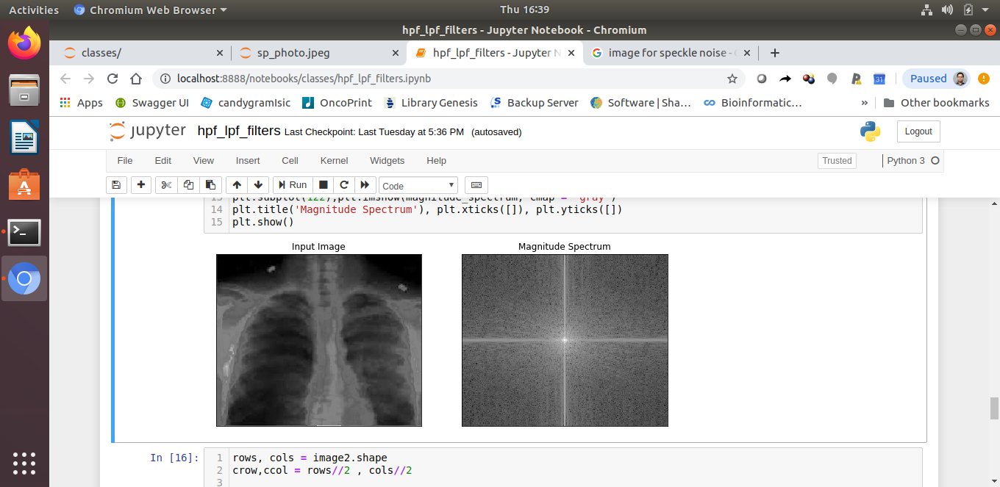 Activities Chromium Web Browser Thu 16:39
hpf_lpf_filters - Jupyter Notebook - Chromium
classes/ sp_photo.jpeg hpf_lpf_filters - Jupyter N image for speckle noise -
localhost:8888/notebooks/classes/hpf_lpf_filters.ipynb 31 Paused
Apps Swagger UI candygramIsic OncoPrint Library Genesis Backup Server Software | Sha... Bioinformatic... » Other bookmarks
jupyter hpf_lpf_filters Last Checkpoint: Last Tuesday at 5:36 PM (autosaved) Logout
File Edit View Insert Cell Kernel Widgets Help Trusted Python 3
Run Code
13 plt.subplot(122),plt.imshow(magnitude_spectrum, cmap = 'gray')
14 plt.title('Magnitude Spectrum'), plt.xticks([]), plt.yticks([])
15 plt.show()
Input Image Magnitude Spectrum
In [16]: 1 rows, cols = image2.shape
2 crow,ccol = rows//2 , cols//2
3